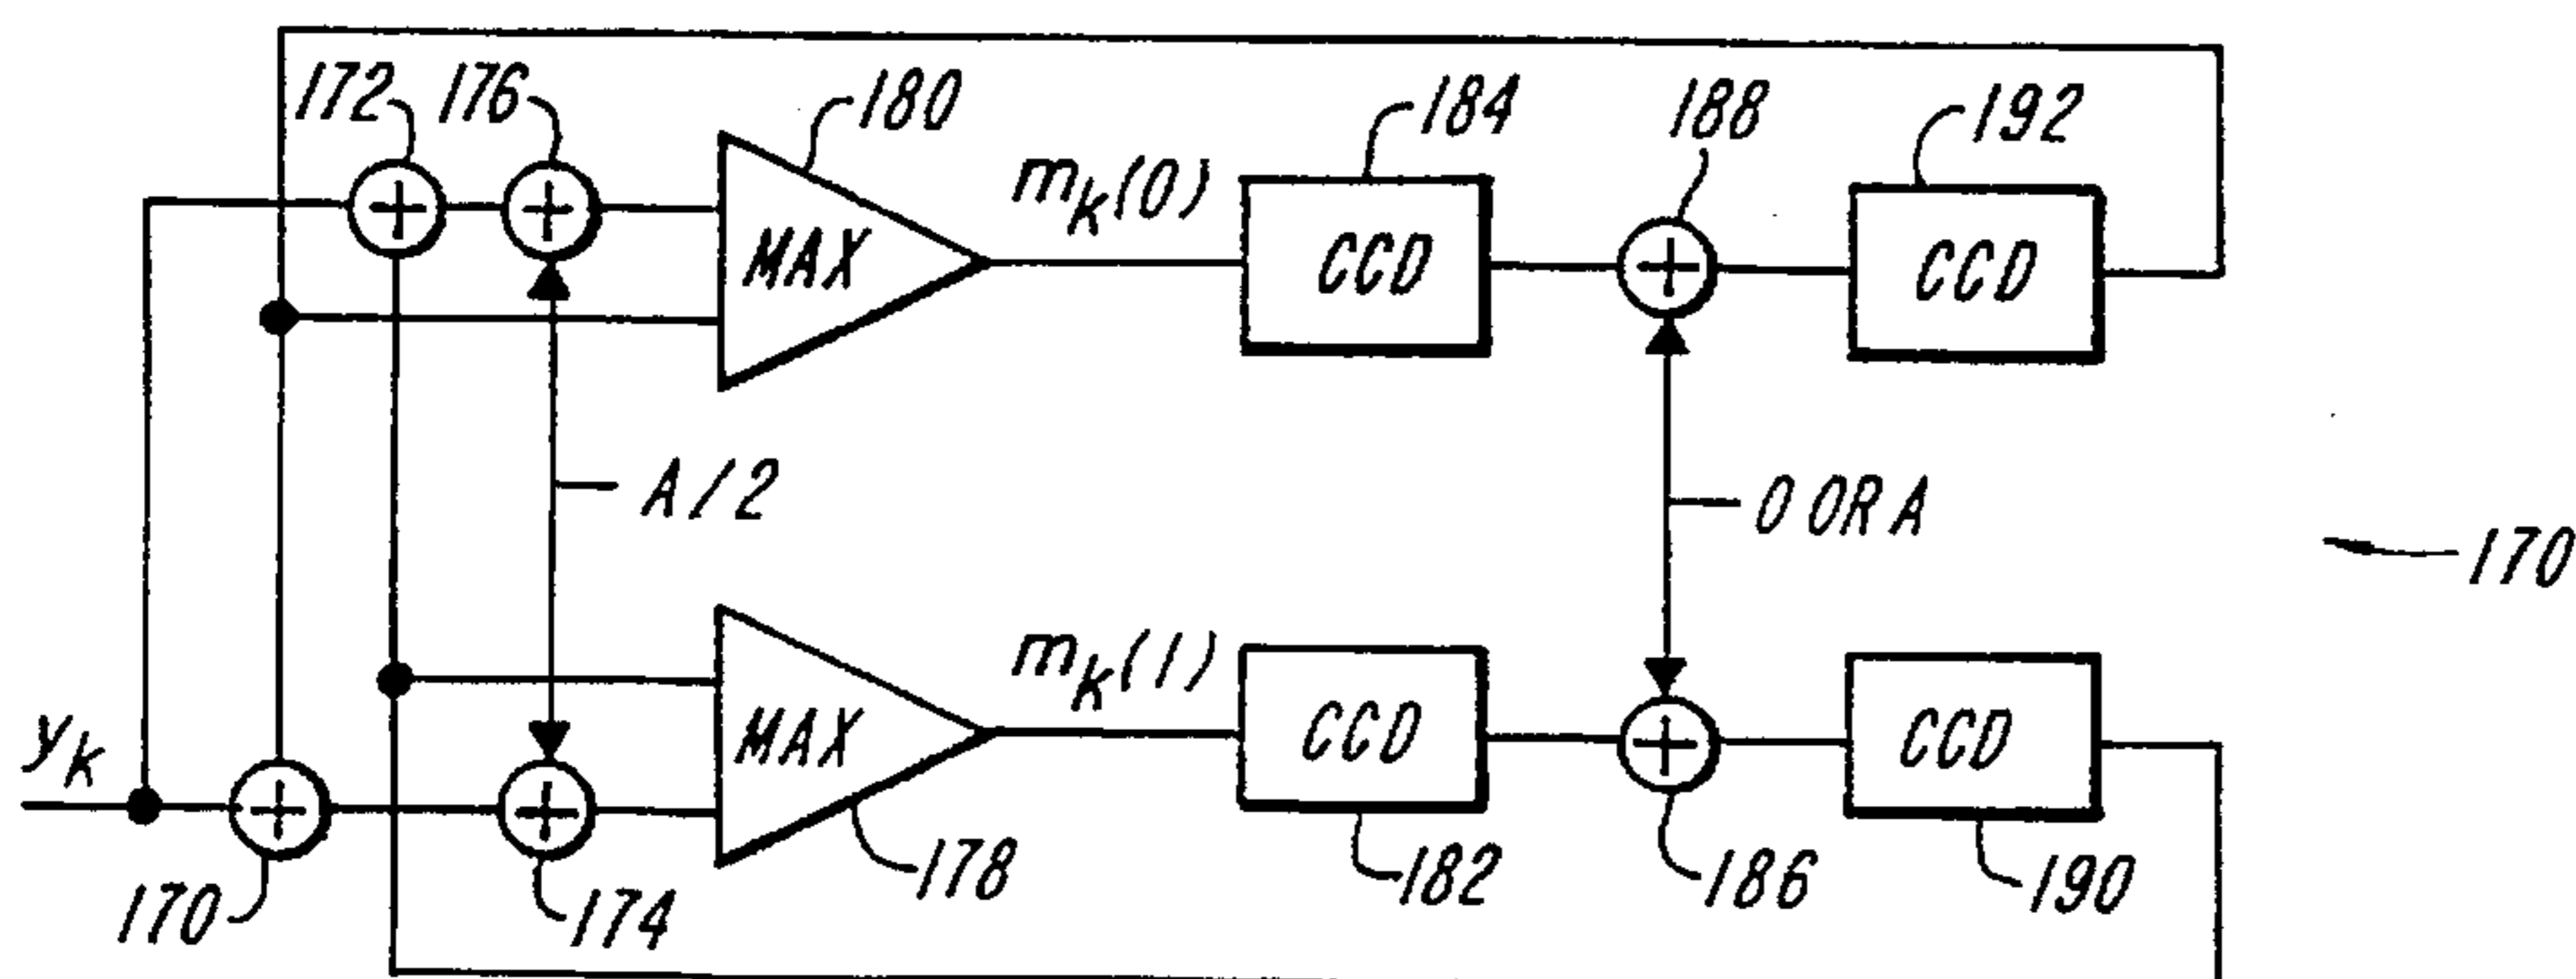 172
176
180
184
188
192
+
+
MAX
m_k(0)
CCD
+
CCD
A/2
0 OR A
170
y_k
+
+
MAX
m_k(1)
CCD
+
CCD
170
174
178
182
186
190